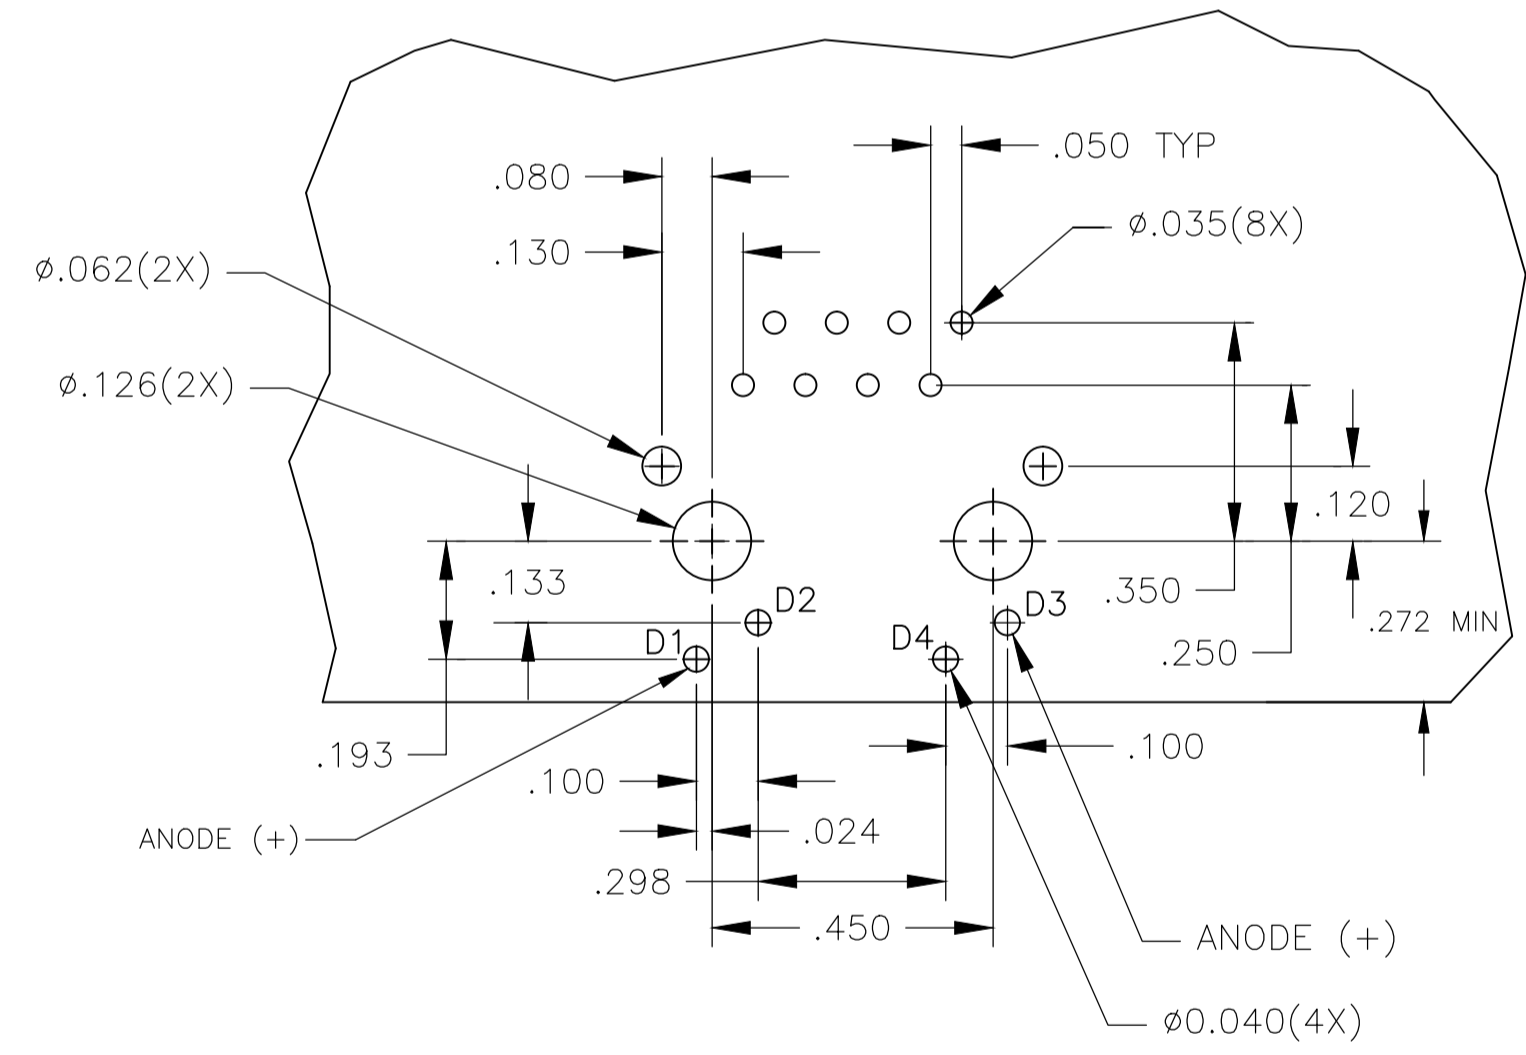 .050 TYP
.080
ø.035(8X)
.130
ø.062(2X)
ø.126(2X)
.120
.133
.350
D2
D3
.272 MIN
D1
D4
.250
.193
.100
.100
ANODE (+)
.024
.298
.450
ANODE (+)
ø0.040(4X)